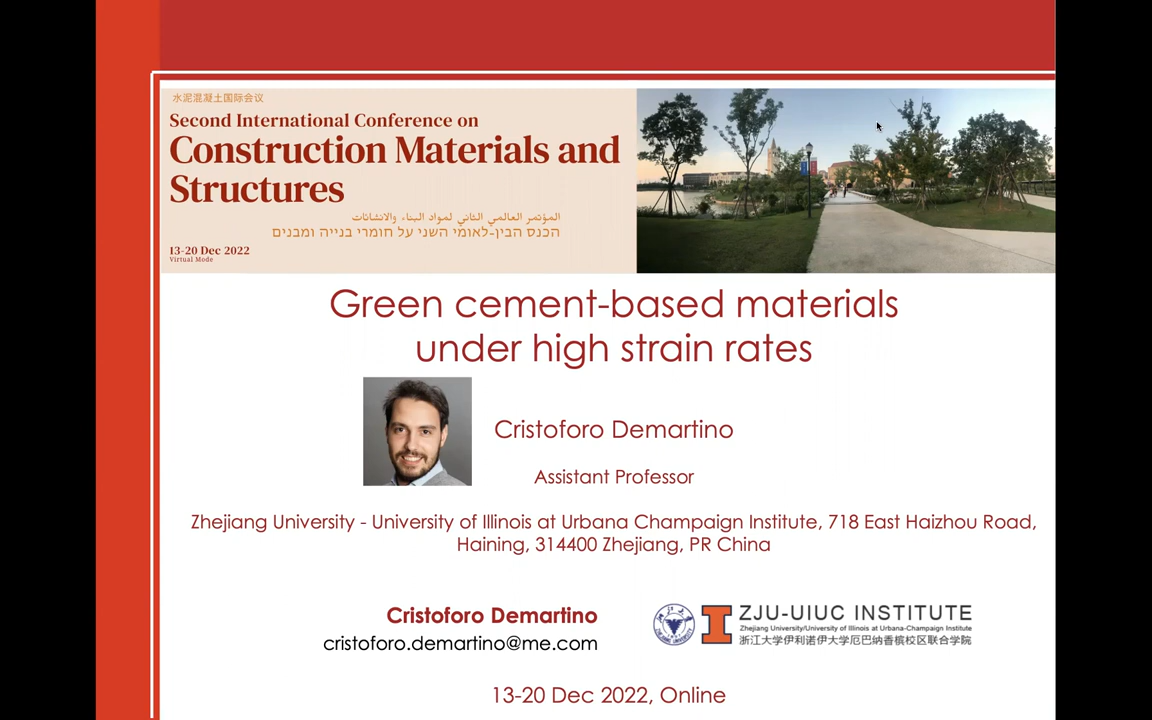 水泥混凝土国际会议
Second International Conference on
Construction Materials and
Structures
المؤتمر العالمي الثاني لمواد البناء والانشائات
הכנס הבין-לאומי השני על חומרי בנייה ומבנים
13-20 Dec 2022
Virtual Mode
Green cement-based materials
under high strain rates
Cristoforo Demartino
Assistant Professor
Zhejiang University - University of Illinois at Urbana Champaign Institute, 718 East Haizhou Road,
Haining, 314400 Zhejiang, PR China
Cristoforo Demartino
cristoforo.demartino@me.com
ZJU-UIUC INSTITUTE
Zhejiang University/University of Illinois at Urbana-Champaign Institute
浙江大学伊利诺伊大学厄巴纳香槟校区联合学院
13-20 Dec 2022, Online